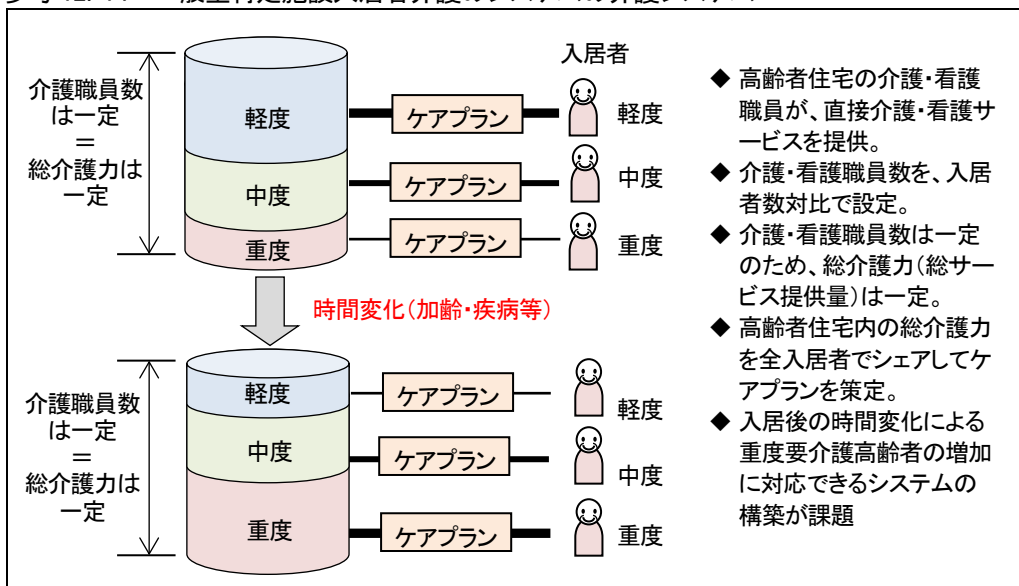 入居者
介護職員数
は一定
＝
総介護力は
一定
軽度
ケアプラン
軽度
中度
ケアプラン
中度
重度
ケアプラン
重度
時間変化（加齢・疾病等）
介護職員数
は一定
＝
総介護力は
一定
軽度
ケアプラン
軽度
中度
ケアプラン
中度
重度
ケアプラン
重度
◆ 高齢者住宅の介護・看護
職員が、直接介護・看護サ
ービスを提供。
◆ 介護・看護職員数を、入居
者数対比で設定。
◆ 介護・看護職員数は一定
のため、総介護力（総サー
ビス提供量）は一定。
◆ 高齢者住宅内の総介護力
を全入居者でシェアしてケ
アプランを策定。
◆ 入居後の時間変化による
重度要介護高齢者の増加
に対応できるシステムの
構築が課題